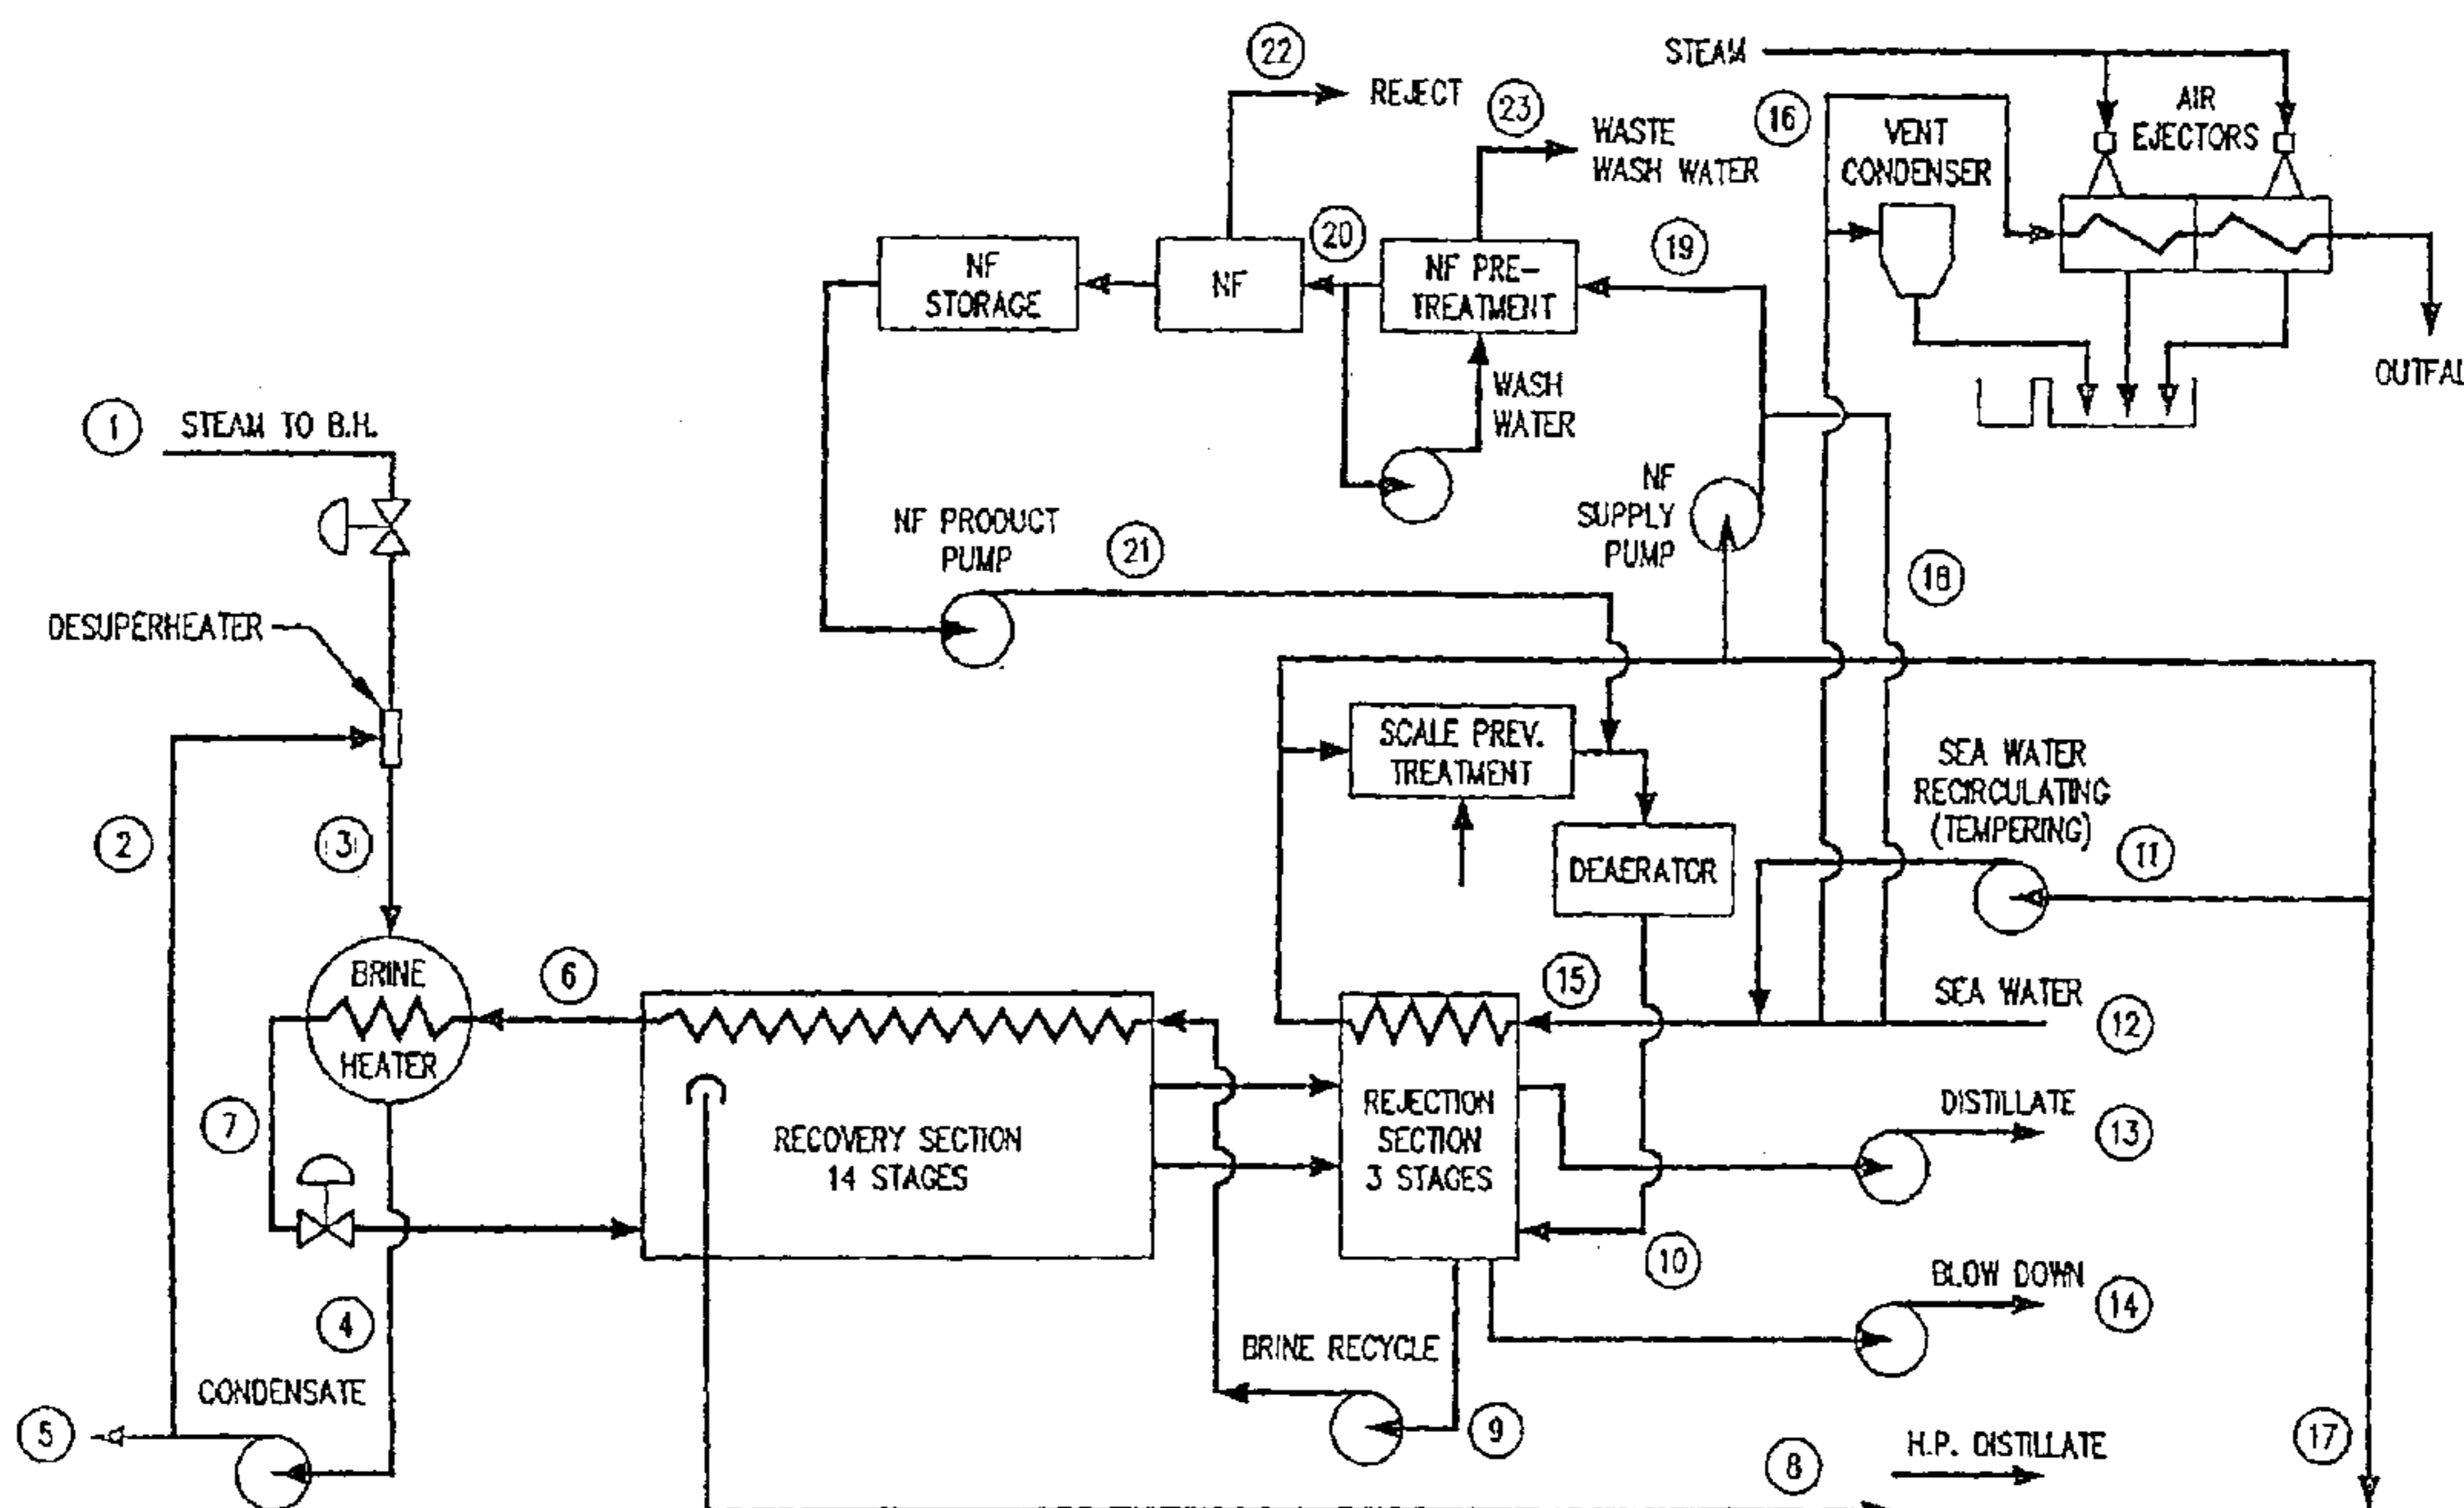 22
REJECT
23
WASTE
WASH WATER
STEAM
16
VENT
CONDENSER
AIR
EJECTORS
NF
STORAGE
NF
20
NF PRE-
TREATMENT
19
WASH
WATER
OUTFAL
1
STEAM TO B.H.
NF PRODUCT
PUMP
21
NF
SUPPLY
PUMP
18
DESUPERHEATER
SCALE PREV.
TREATMENT
SEA WATER
RECIRCULATING
(TEMPERING)
11
2
3
DEAERATOR
BRINE
HEATER
6
15
SEA WATER
12
7
RECOVERY SECTION
14 STAGES
REJECTION
SECTION
3 STAGES
DISTILLATE
13
10
BLOW DOWN
14
4
CONDENSATE
5
BRINE RECYCLE
9
8
H.P. DISTILLATE
17